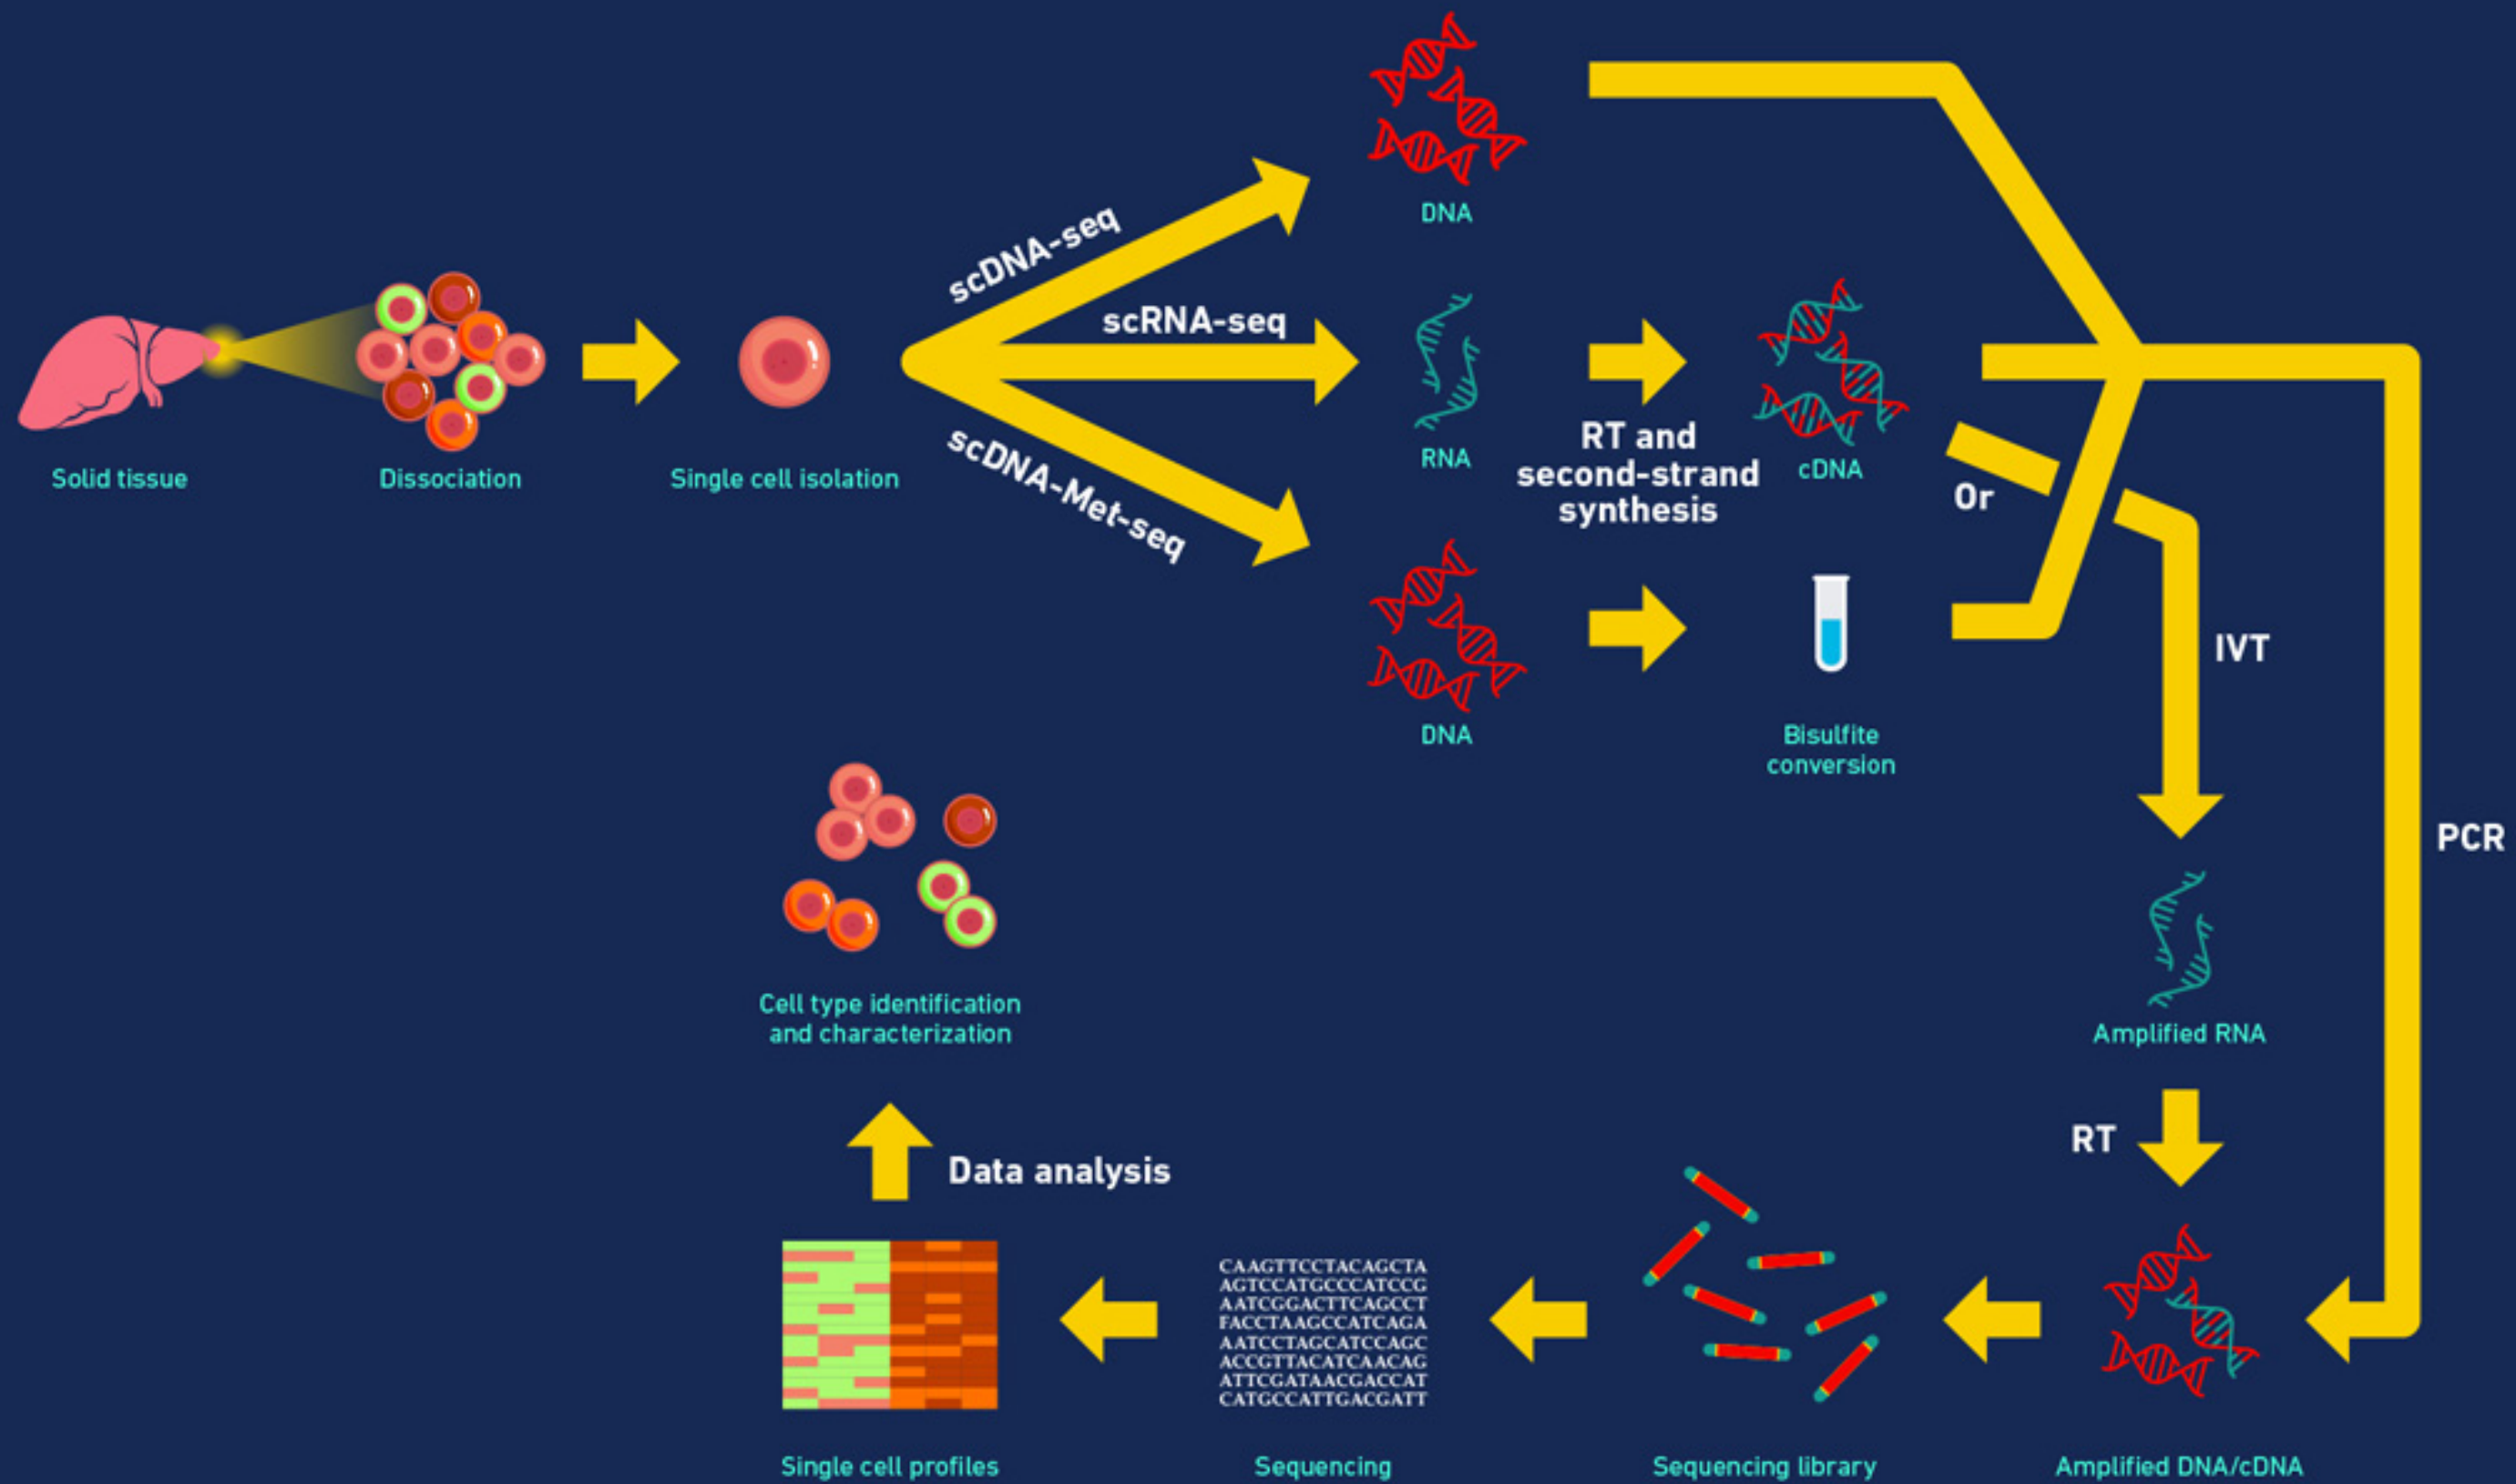 DNA
scDNA-seq
scRNA-seq
scDNA-Met-seq
Solid tissue
Dissociation
Single cell isolation
RNA
RT and
second-strand
synthesis
cDNA
Or
DNA
Bisulfite
conversion
IVT
PCR
Cell type identification
and characterization
Amplified RNA
RT
Data analysis
CAAGTTCCTACAGCTA
AGTCCATGCCCATCCG
AATCGGACTTCAGCCT
FACCTAAGCCATCAGA
AATCCTAGCATCCAGC
ACCGTTACATCAACAG
ATTCGATAACGACCAT
CATGCCATTGACGATT
Single cell profiles
Sequencing
Sequencing library
Amplified DNA/cDNA